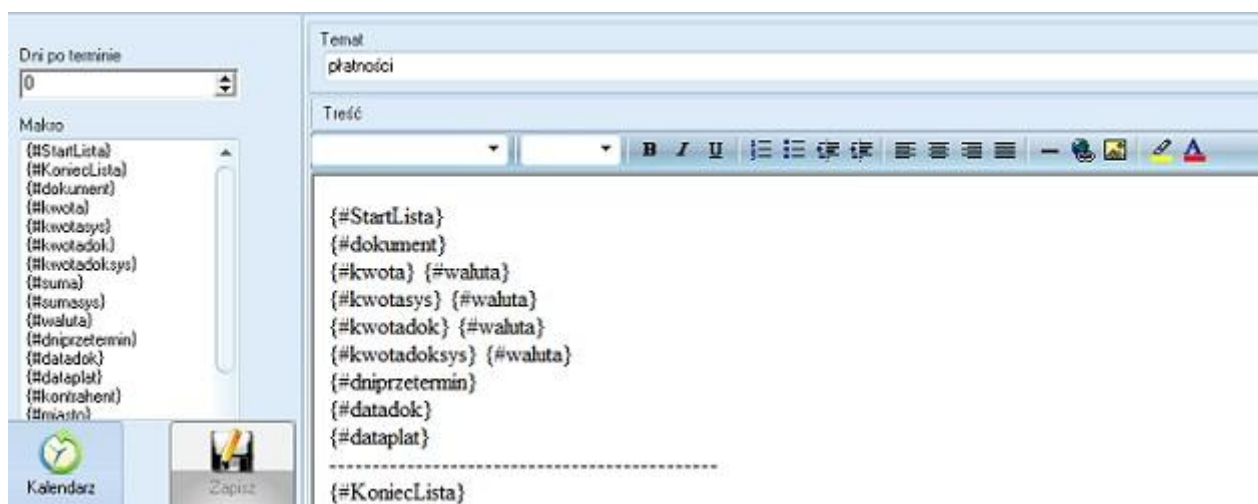 Dni po terminie
0
Makro
{#StartLista}
{#KoniecLista}
{#dokument}
{#kwota}
{#kwotasys}
{#kwotadok}
{#kwotadoksys}
{#suma}
{#sumasys}
{#waluta}
{#dniprzetermin}
{#datadok}
{#dataplat}
{#kontrahent}
{#miasto}
Kalendarz
Zapisz
Temat
płatności
Treść
B I U
A
{#StartLista}
{#dokument}
{#kwota} {#waluta}
{#kwotasys} {#waluta}
{#kwotadok} {#waluta}
{#kwotadoksys} {#waluta}
{#dniprzetermin}
{#datadok}
{#dataplat}
--------------------------------------------
{#KoniecLista}